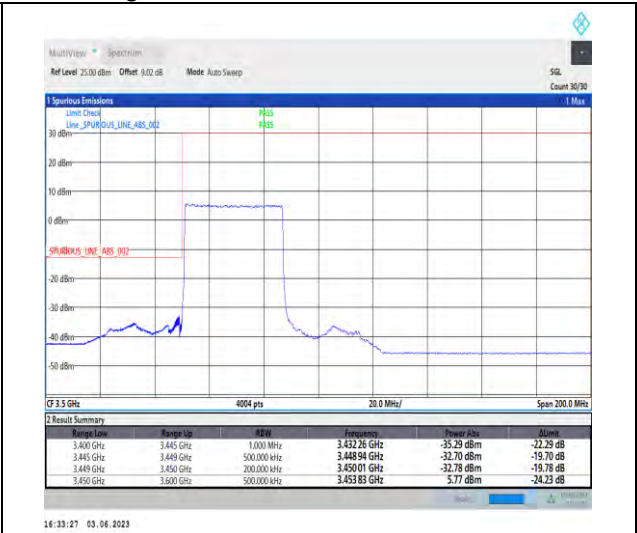 MultiView Spectrum
Ref Level 25.00 dBm Offset 9.02 dB Mode Auto Sweep SGL
Count 30/30
1 Spurious Emissions 1 Max
Limit Check PASS
Line _SPURIOUS_LINE_ABS_002 PASS
30 dBm
20 dBm
10 dBm
0 dBm
_SPURIOUS_LINE_ABS_002
-20 dBm
-30 dBm
-40 dBm
-50 dBm
CF 3.5 GHz 4004 pts 20.0 MHz/ Span 200.0 MHz
2 Result Summary
Range Low Range Up RBW Frequency Power Abs ΔLimit
3.400 GHz 3.445 GHz 1.000 MHz 3.432 26 GHz -35.29 dBm -22.29 dB
3.445 GHz 3.449 GHz 500.000 kHz 3.448 94 GHz -32.70 dBm -19.70 dB
3.449 GHz 3.450 GHz 200.000 kHz 3.450 01 GHz -32.78 dBm -19.78 dB
3.450 GHz 3.600 GHz 500.000 kHz 3.453 83 GHz 5.77 dBm -24.23 dB
16:33:27 03.06.2023